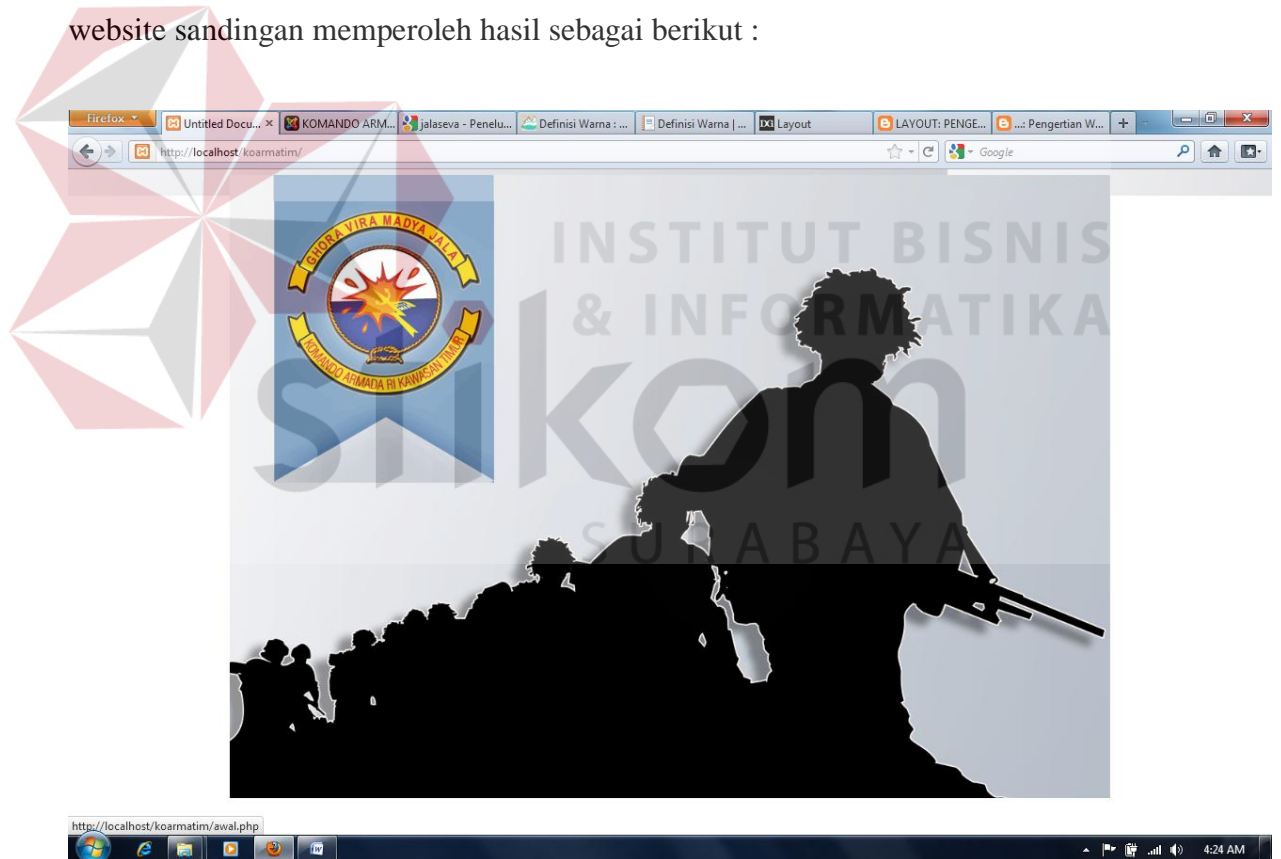 website sandingan memperoleh hasil sebagai berikut :
Firefox
Untitled Docu... × KOMANDO ARM... jalaseva - Penelu... Definisi Warna : ... Definisi Warna | ... IXI Layout LAYOUT: PENGE... ...: Pengertian W... +
http://localhost/koarmatim/ Google
GHORA VIRA MADYA JALA
KOMANDO ARMADA RI KAWASAN TIMUR
INSTITUT BISNIS
& INFORMATIKA
stikom
SURABAYA
http://localhost/koarmatim/awal.php
4:24 AM